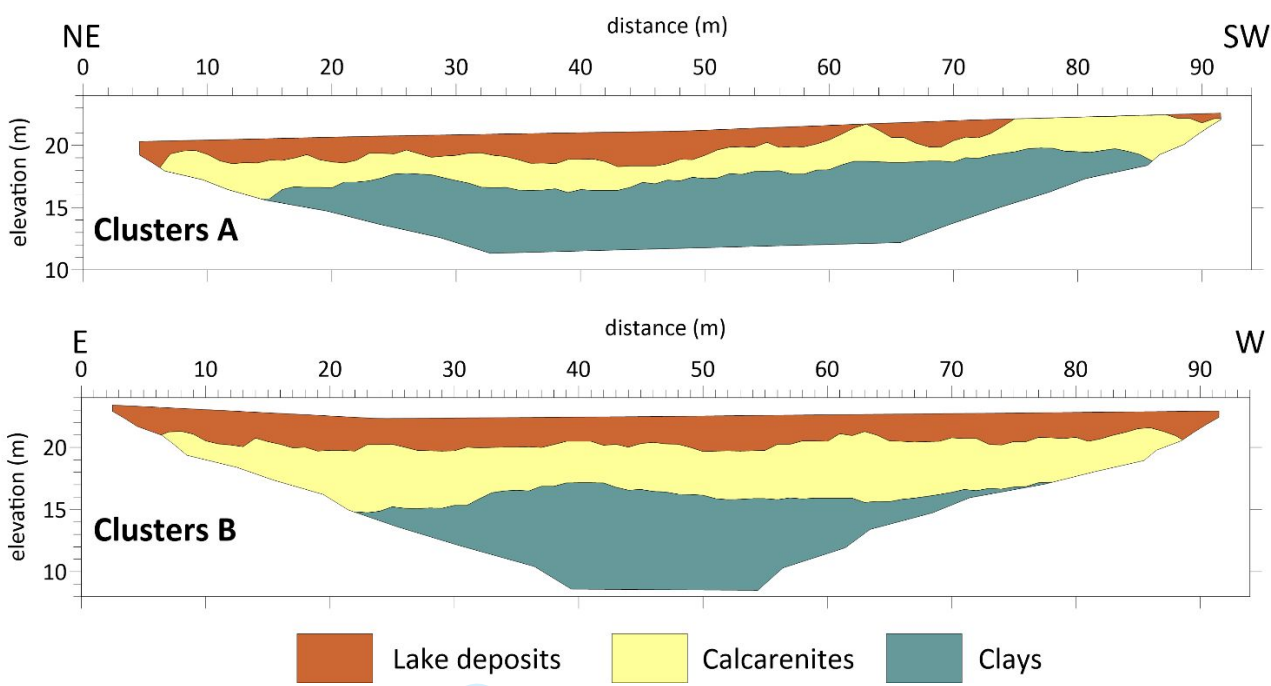 distance (m)
NE SW
0 10 20 30 40 50 60 70 80 90
elevation (m)
20
15
10
Clusters A
distance (m)
E W
0 10 20 30 40 50 60 70 80 90
elevation (m)
20
15
10
Clusters B
Lake deposits Calcarenites Clays